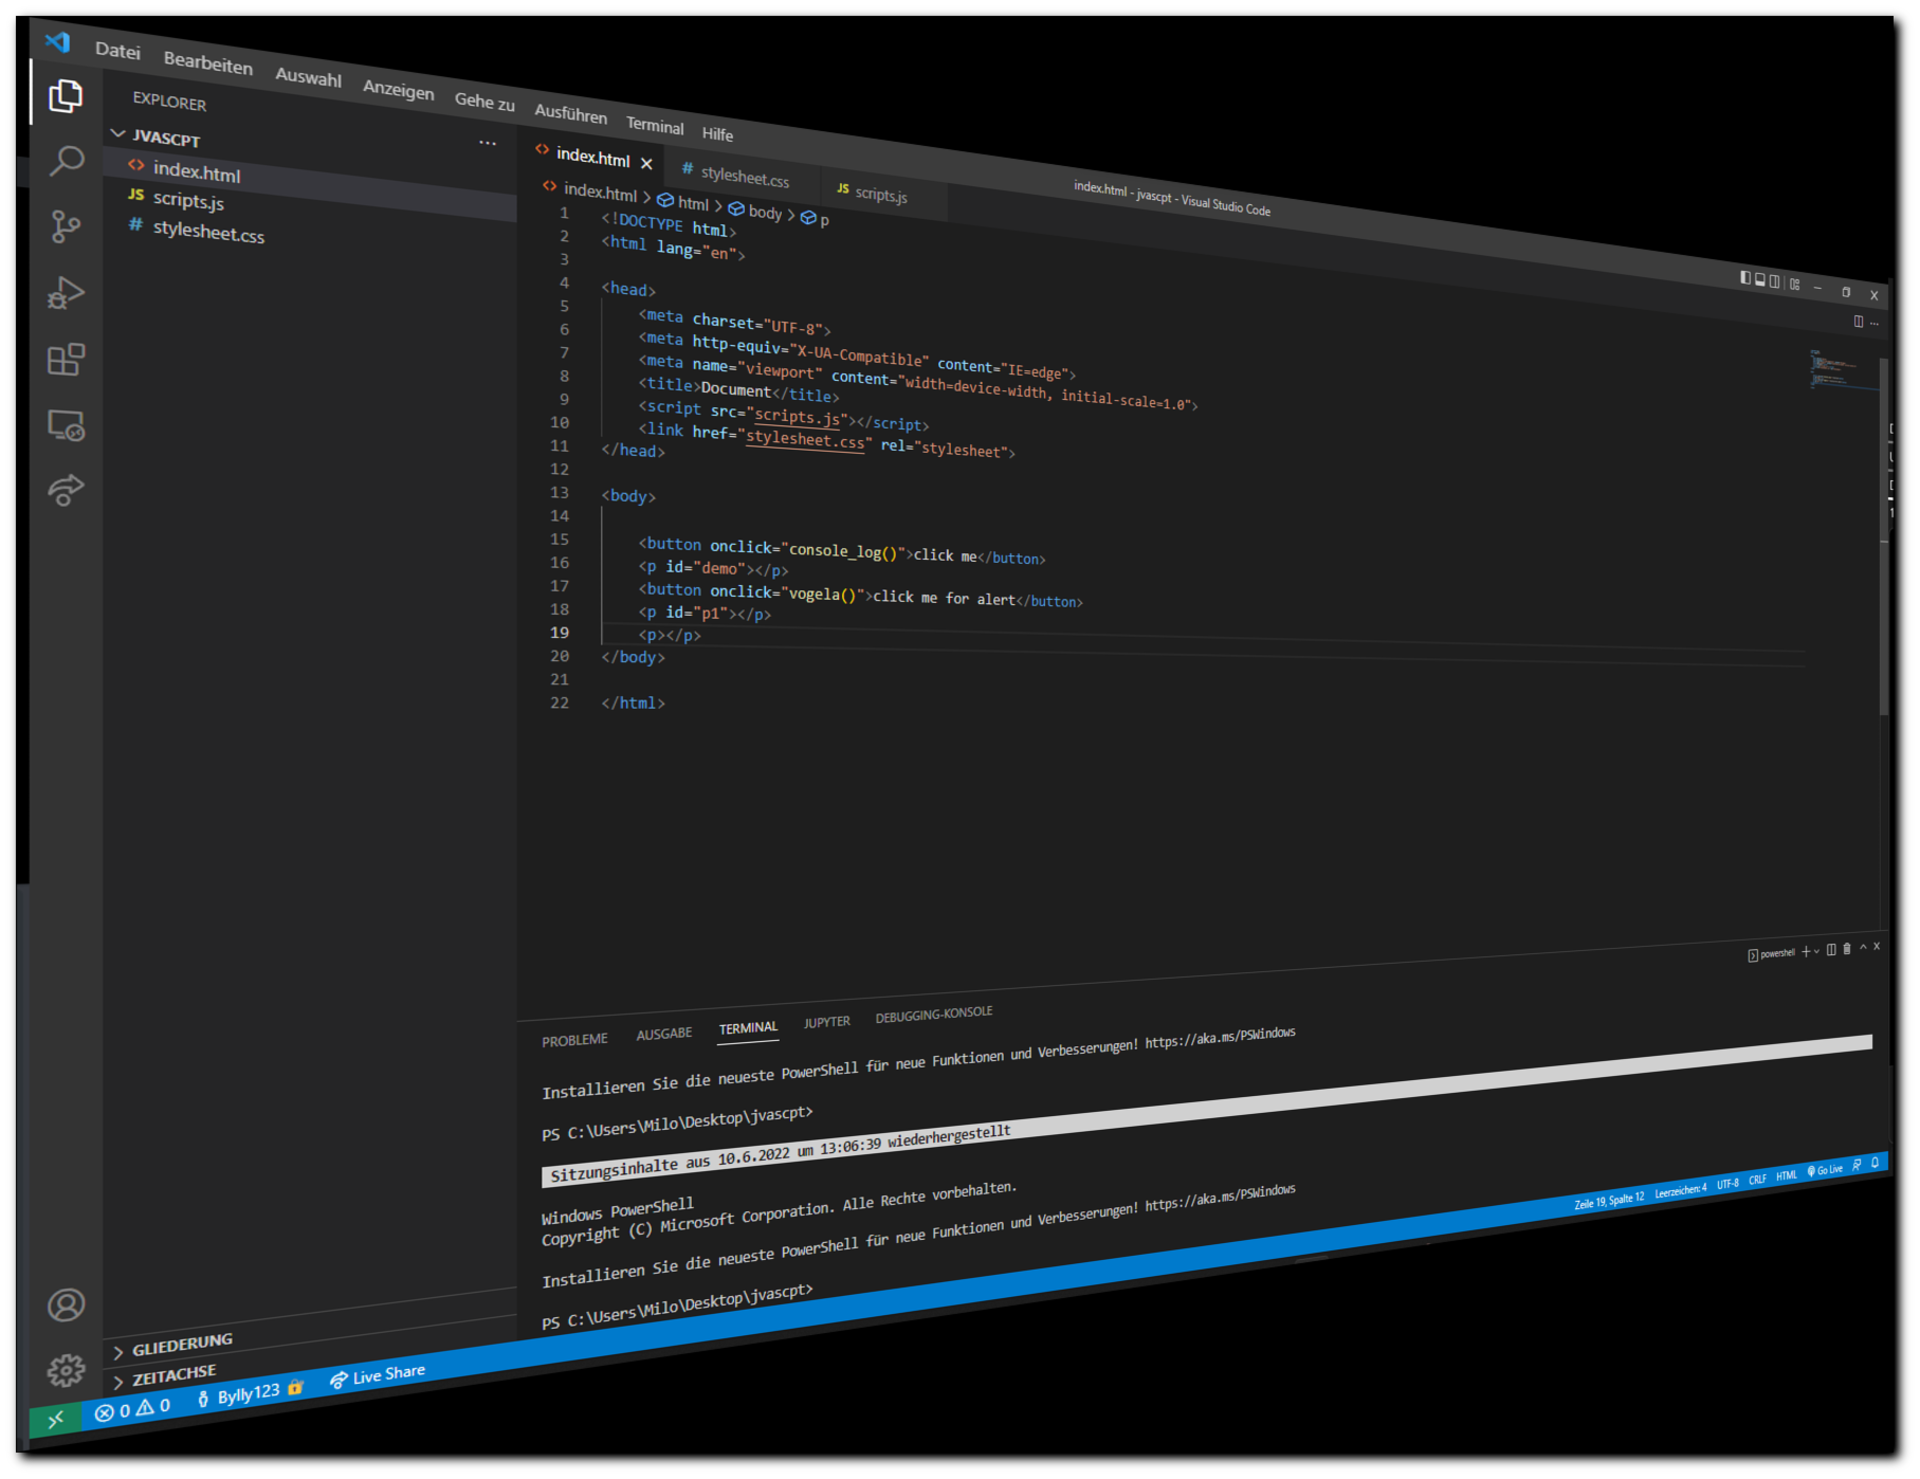 Datei Bearbeiten Auswahl Anzeigen Gehe zu Ausführen Terminal Hilfe
index.html - jvascpt - Visual Studio Code
EXPLORER
JVASCPT
index.html
JS scripts.js
# stylesheet.css
index.html
# stylesheet.css
JS scripts.js
index.html > html > body > p
1 <!DOCTYPE html>
2 <html lang="en">
3
4 <head>
5 <meta charset="UTF-8">
6 <meta http-equiv="X-UA-Compatible" content="IE=edge">
7 <meta name="viewport" content="width=device-width, initial-scale=1.0">
8 <title>Document</title>
9 <script src="scripts.js"></script>
10 <link href="stylesheet.css" rel="stylesheet">
11 </head>
12
13 <body>
14
15 <button onclick="console_log()">click me</button>
16 <p id="demo"></p>
17 <button onclick="vogela()">click me for alert</button>
18 <p id="p1"></p>
19 <p></p>
20 </body>
21
22 </html>
PROBLEME AUSGABE TERMINAL JUPYTER DEBUGGING-KONSOLE
powershell
Installieren Sie die neueste PowerShell für neue Funktionen und Verbesserungen! https://aka.ms/PSWindows
PS C:\Users\Milo\Desktop\jvascpt>
Sitzungsinhalte aus 10.6.2022 um 13:06:39 wiederhergestellt
Windows PowerShell
Copyright (C) Microsoft Corporation. Alle Rechte vorbehalten.
Installieren Sie die neueste PowerShell für neue Funktionen und Verbesserungen! https://aka.ms/PSWindows
PS C:\Users\Milo\Desktop\jvascpt>
GLIEDERUNG
ZEITACHSE
0 0 Bylly123 Live Share
Zeile 19, Spalte 12 Leerzeichen: 4 UTF-8 CRLF HTML Go Live